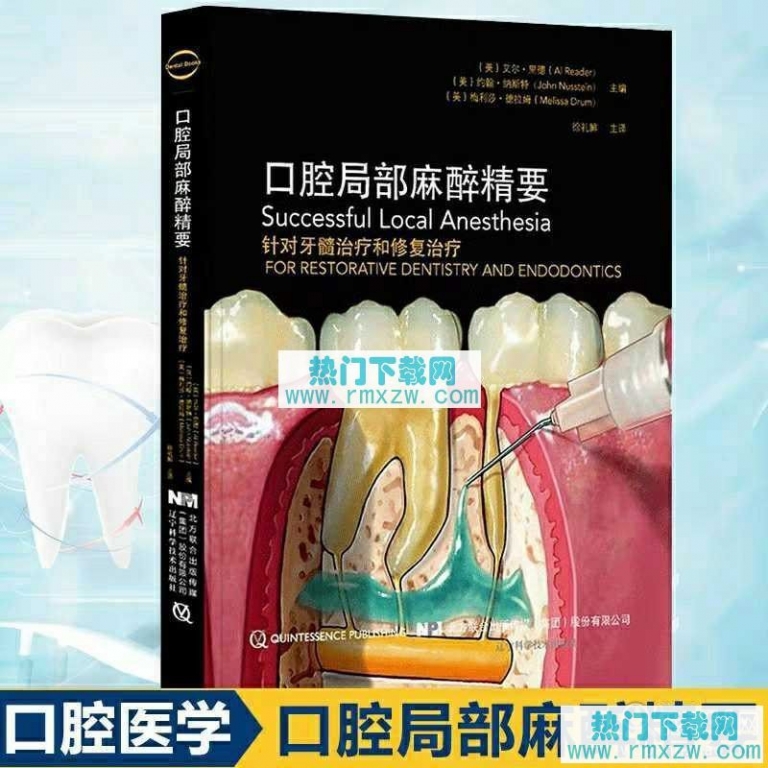 Dental Books
口腔局部麻醉精要
针对牙髓治疗和修复治疗
NPM
北方联合出版传媒
（集团）股份有限公司
辽宁科学技术出版社
（美）艾尔·里德（Al Reader）
（美）约翰·纳斯特（John Nusstein）
（美）梅利莎·德拉姆（Melissa Drum）
主编
徐礼鲜 主译
口腔局部麻醉精要
Successful Local Anesthesia
针对牙髓治疗和修复治疗
FOR RESTORATIVE DENTISTRY AND ENDODONTICS
热门下载网
www.rmxzw.com
QUINTESSENCE PUBLISHING
股份有限公司
口腔医学
口腔局部麻
热门下载网
www.rmxzw.com